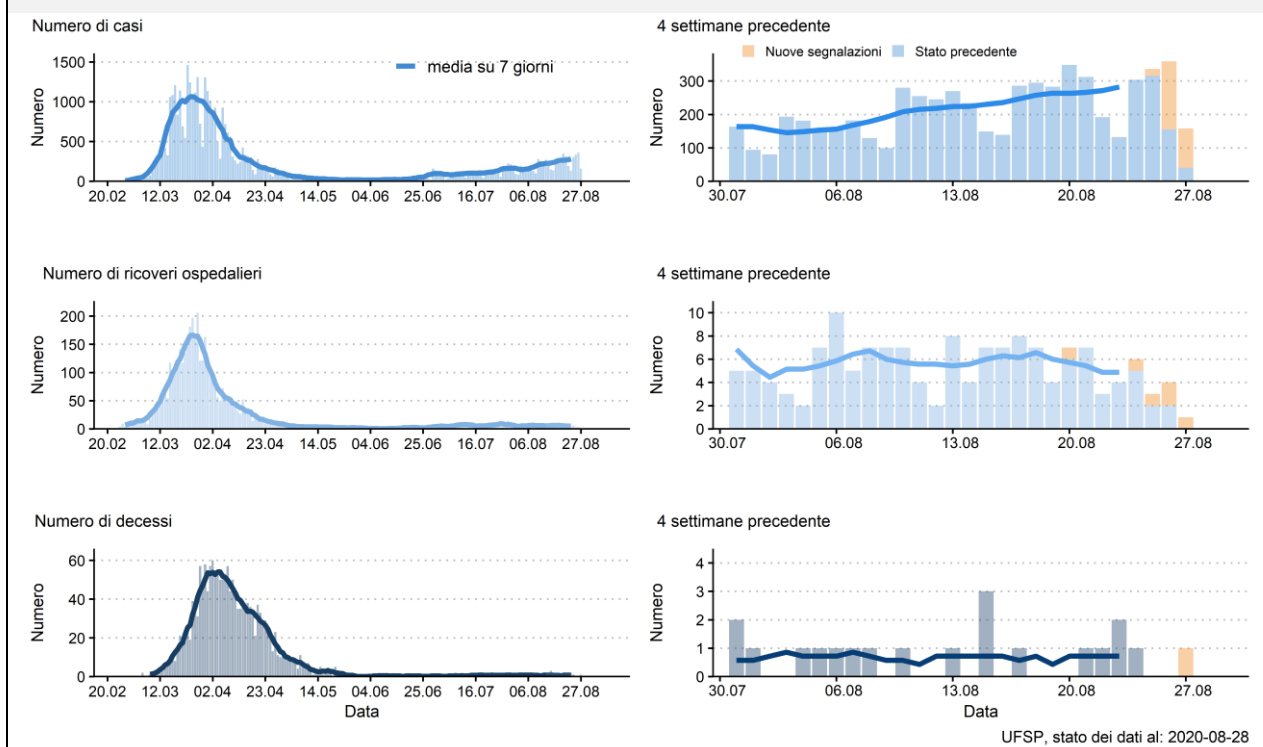 Numero di casi
4 settimane precedente
media su 7 giorni
Nuove segnalazioni
Stato precedente
Numero
1500
1000
500
0
20.02 12.03 02.04 23.04 14.05 04.06 25.06 16.07 06.08 27.08
Numero
300
200
100
0
30.07 06.08 13.08 20.08 27.08
Numero di ricoveri ospedalieri
4 settimane precedente
Numero
200
150
100
50
0
20.02 12.03 02.04 23.04 14.05 04.06 25.06 16.07 06.08 27.08
Numero
10
8
6
4
2
0
30.07 06.08 13.08 20.08 27.08
Numero di decessi
4 settimane precedente
Numero
60
40
20
0
20.02 12.03 02.04 23.04 14.05 04.06 25.06 16.07 06.08 27.08
Data
Numero
4
3
2
1
0
30.07 06.08 13.08 20.08 27.08
Data
UFSP, stato dei dati al: 2020-08-28